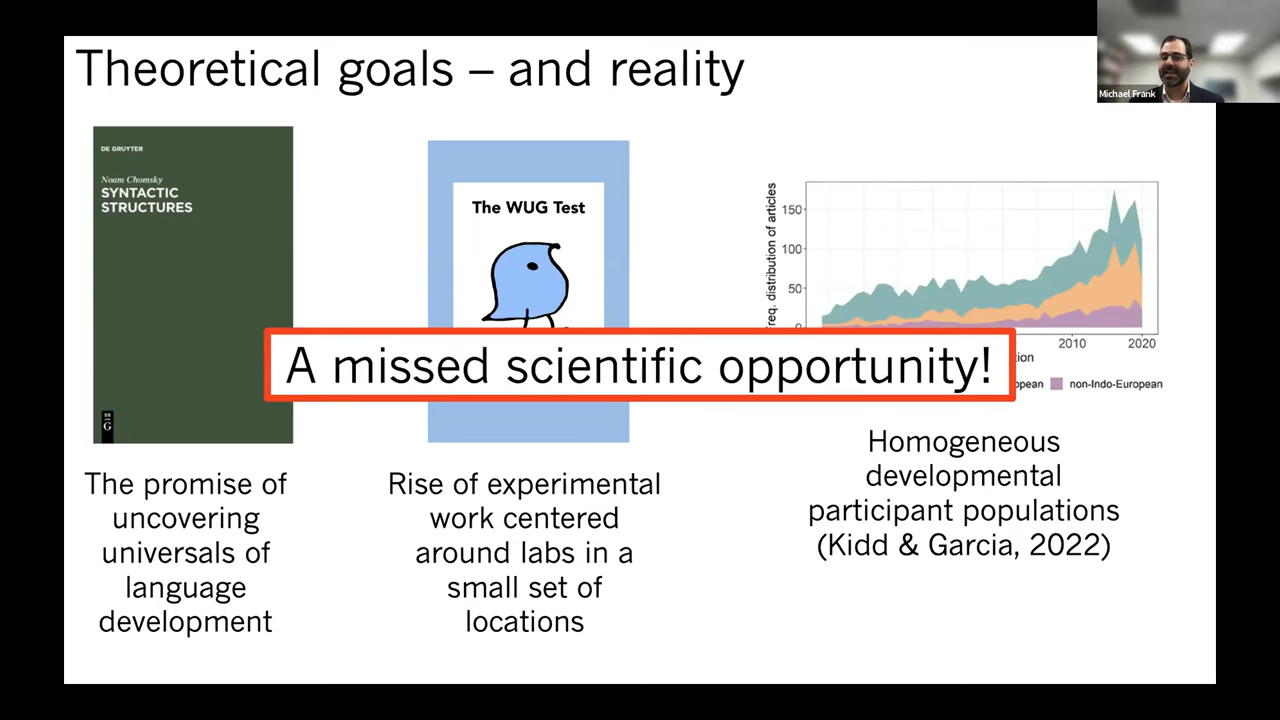 Theoretical goals – and reality
Michael Frank
DE GRUYTER
Noam Chomsky
SYNTACTIC
STRUCTURES
DE
G
The WUG Test
Freq. distribution of articles
150
100
50
0
2010
2020
non-Indo-European
A missed scientific opportunity!
The promise of
uncovering
universals of
language
development
Rise of experimental
work centered
around labs in a
small set of
locations
Homogeneous
developmental
participant populations
(Kidd & Garcia, 2022)